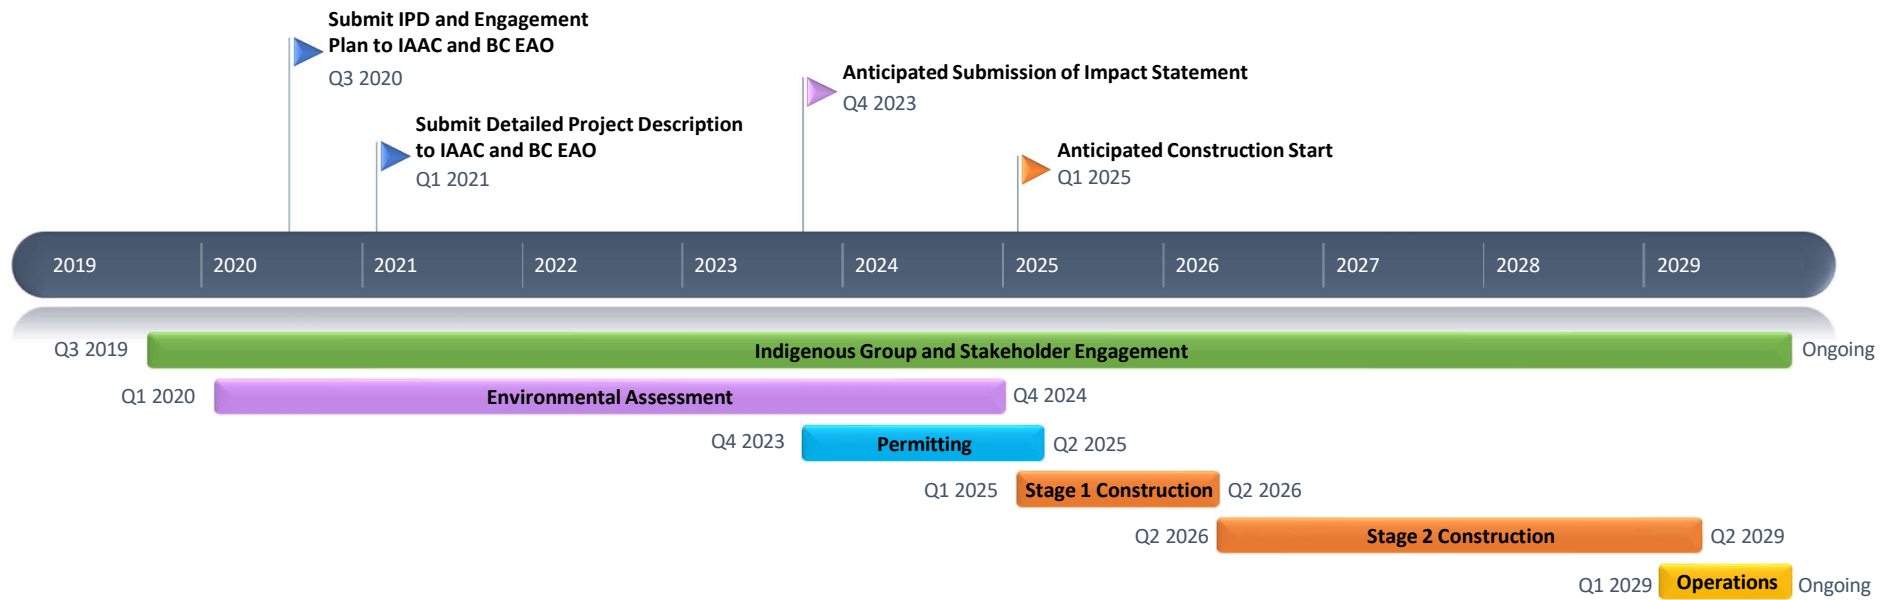 Submit IPD and Engagement
Plan to IAAC and BC EAO
Q3 2020
Anticipated Submission of Impact Statement
Q4 2023
Submit Detailed Project Description
to IAAC and BC EAO
Q1 2021
Anticipated Construction Start
Q1 2025
2019 2020 2021 2022 2023 2024 2025 2026 2027 2028 2029
Q3 2019 Indigenous Group and Stakeholder Engagement Ongoing
Q1 2020 Environmental Assessment Q4 2024
Q4 2023 Permitting Q2 2025
Q1 2025 Stage 1 Construction Q2 2026
Q2 2026 Stage 2 Construction Q2 2029
Q1 2029 Operations Ongoing